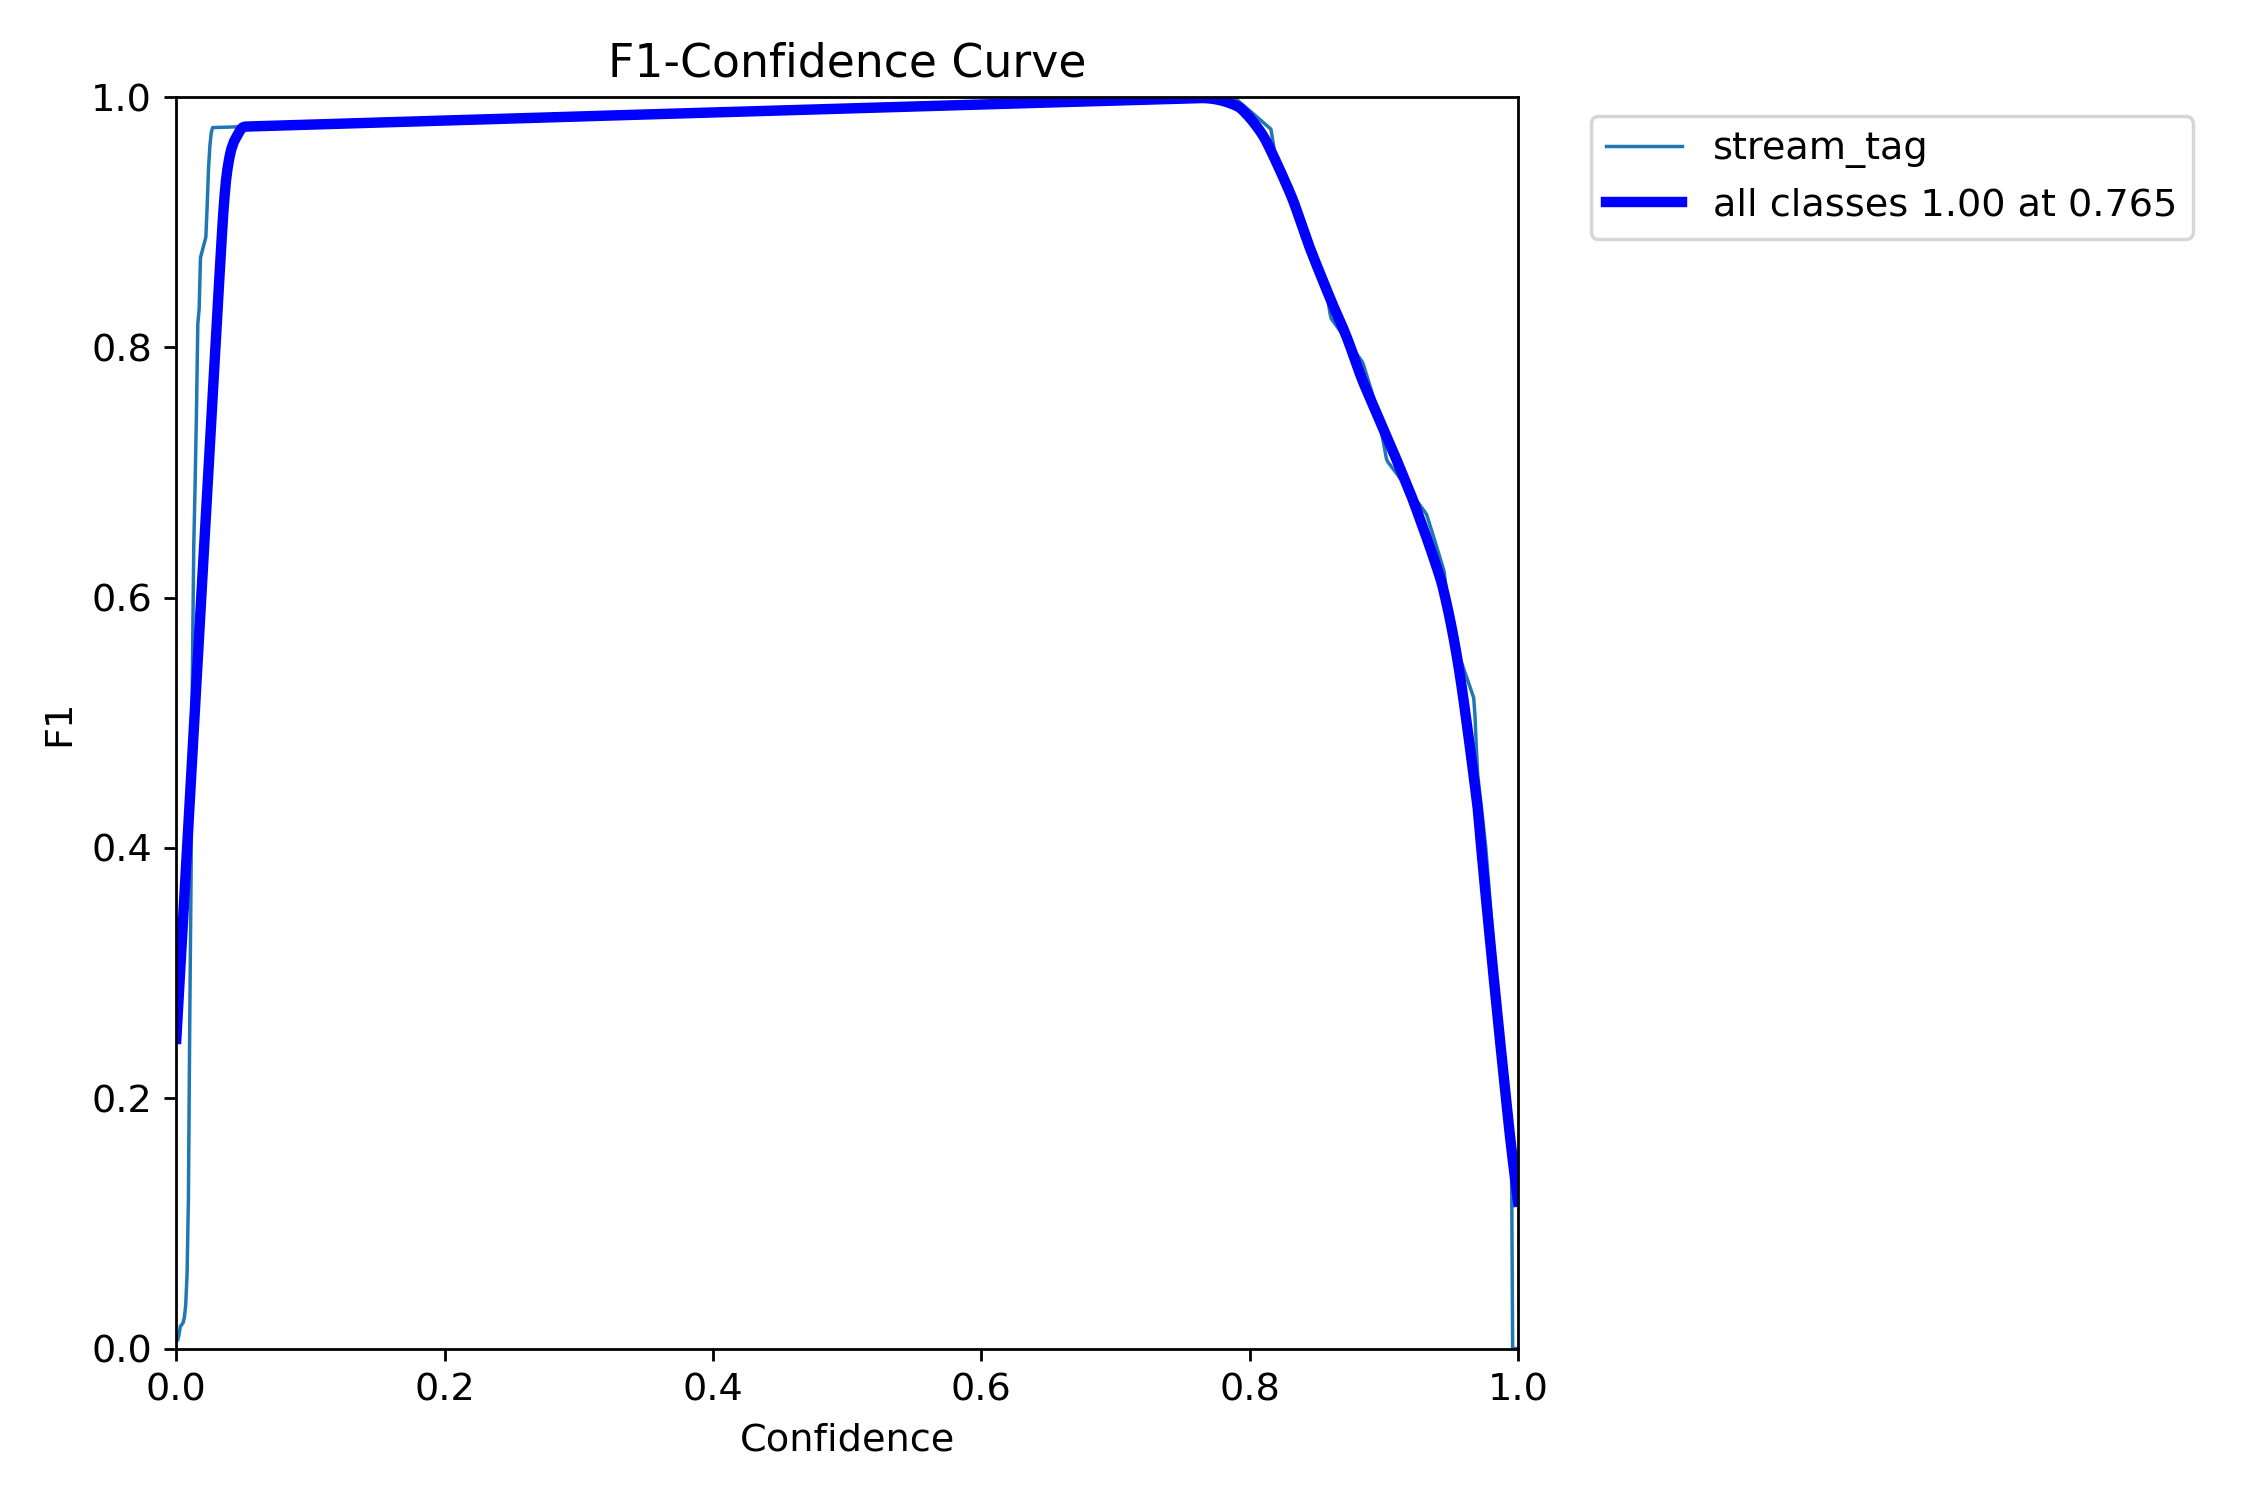 F1-Confidence Curve
1.0
0.8
0.6
0.4
0.2
0.0
F1
0.0 0.2 0.4 0.6 0.8 1.0
Confidence
stream_tag
all classes 1.00 at 0.765